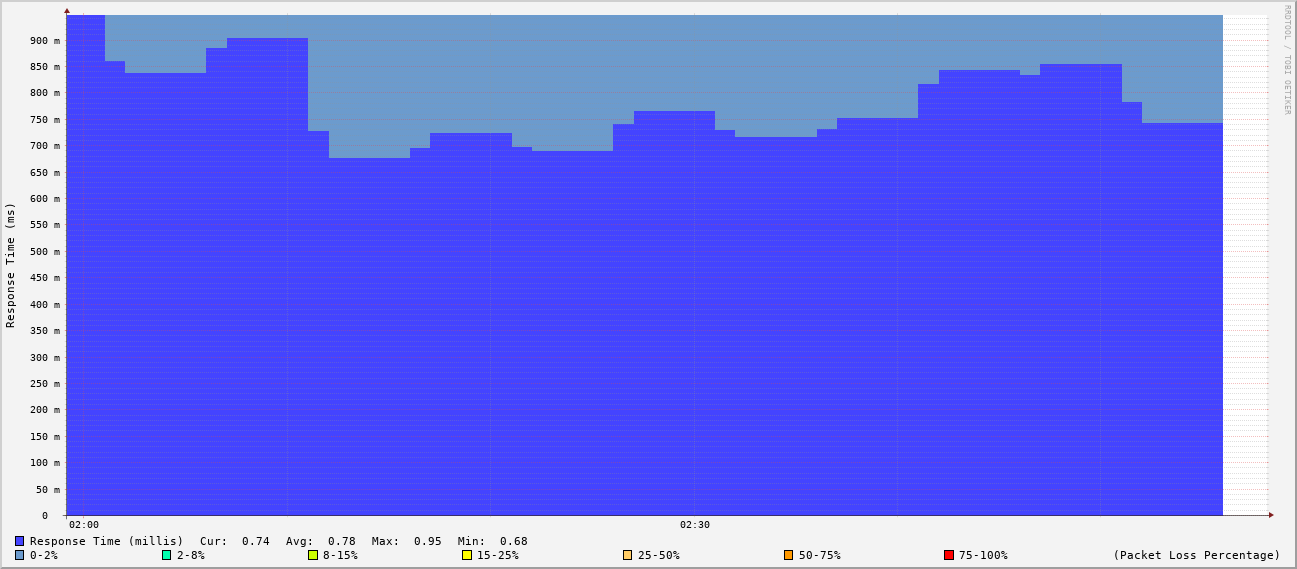 RRDTOOL / TOBI OETIKER
Response Time (ms)
900 m
850 m
800 m
750 m
700 m
650 m
600 m
550 m
500 m
450 m
400 m
350 m
300 m
250 m
200 m
150 m
100 m
50 m
0
02:00 02:30
Response Time (millis) Cur: 0.74 Avg: 0.78 Max: 0.95 Min: 0.68
0-2% 2-8% 8-15% 15-25% 25-50% 50-75% 75-100% (Packet Loss Percentage)